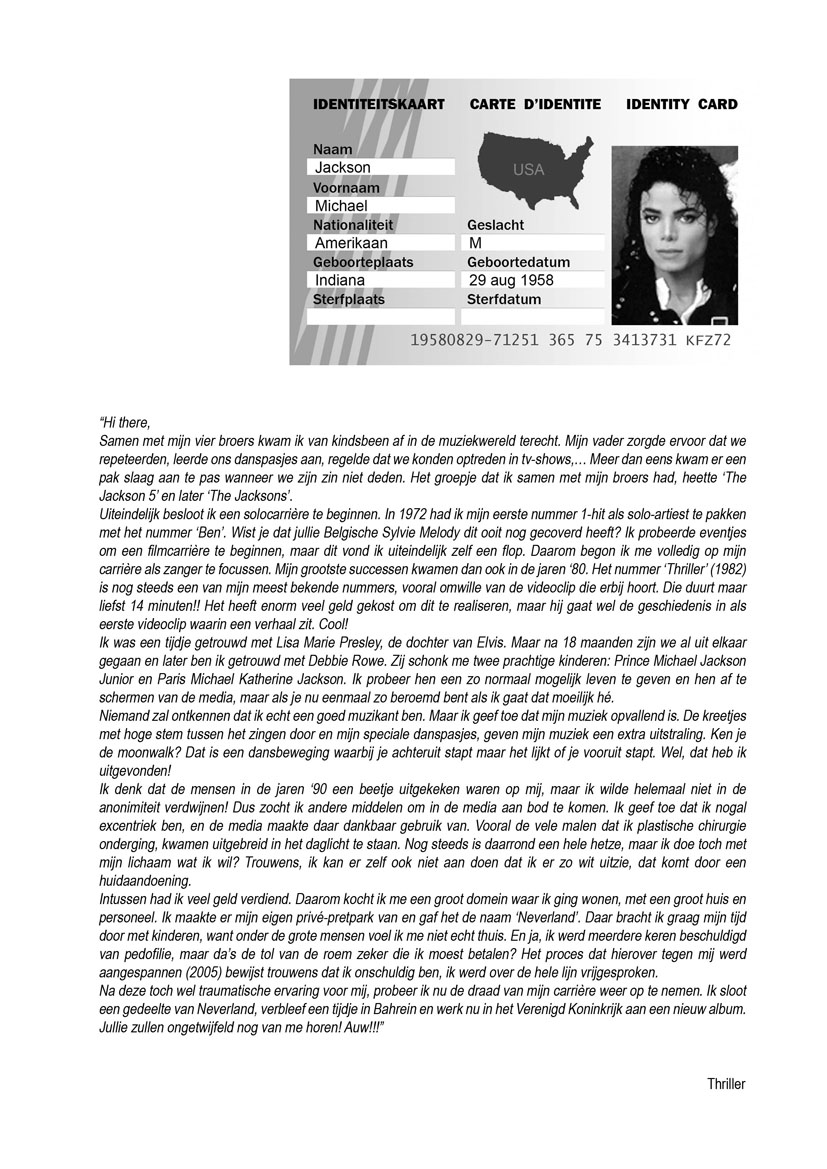 IDENTITEITSKAART CARTE D'IDENTITE IDENTITY CARD
USA
Naam
Jackson
Voornaam
Michael
Nationaliteit Geslacht
Amerikaan M
Geboorteplaats Geboortedatum
Indiana 29 aug 1958
Sterfplaats Sterfdatum
19580829-71251 365 75 3413731 KFZ72
“Hi there,
Samen met mijn vier broers kwam ik van kindsbeen af in de muziekwereld terecht. Mijn vader zorgde ervoor dat we
repeteerden, leerde ons danspasjes aan, regelde dat we konden optreden in tv-shows,… Meer dan eens kwam er een
pak slaag aan te pas wanneer we zijn zin niet deden. Het groepje dat ik samen met mijn broers had, heette ‘The
Jackson 5’ en later ‘The Jacksons’.
Uiteindelijk besloot ik een solocarrière te beginnen. In 1972 had ik mijn eerste nummer 1-hit als solo-artiest te pakken
met het nummer ‘Ben’. Wist je dat jullie Belgische Sylvie Melody dit ooit nog gecoverd heeft? Ik probeerde eventjes
om een filmcarrière te beginnen, maar dit vond ik uiteindelijk zelf een flop. Daarom begon ik me volledig op mijn
carrière als zanger te focussen. Mijn grootste successen kwamen dan ook in de jaren ‘80. Het nummer ‘Thriller’ (1982)
is nog steeds een van mijn meest bekende nummers, vooral omwille van de videoclip die erbij hoort. Die duurt maar
liefst 14 minuten!! Het heeft enorm veel geld gekost om dit te realiseren, maar hij gaat wel de geschiedenis in als
eerste videoclip waarin een verhaal zit. Cool!
Ik was een tijdje getrouwd met Lisa Marie Presley, de dochter van Elvis. Maar na 18 maanden zijn we al uit elkaar
gegaan en later ben ik getrouwd met Debbie Rowe. Zij schonk me twee prachtige kinderen: Prince Michael Jackson
Junior en Paris Michael Katherine Jackson. Ik probeer hen een zo normaal mogelijk leven te geven en hen af te
schermen van de media, maar als je nu eenmaal zo beroemd bent als ik gaat dat moeilijk hé.
Niemand zal ontkennen dat ik echt een goed muzikant ben. Maar ik geef toe dat mijn muziek opvallend is. De kreetjes
met hoge stem tussen het zingen door en mijn speciale danspasjes, geven mijn muziek een extra uitstraling. Ken je
de moonwalk? Dat is een dansbeweging waarbij je achteruit stapt maar het lijkt of je vooruit stapt. Wel, dat heb ik
uitgevonden!
Ik denk dat de mensen in de jaren ‘90 een beetje uitgekeken waren op mij, maar ik wilde helemaal niet in de
anonimiteit verdwijnen! Dus zocht ik andere middelen om in de media aan bod te komen. Ik geef toe dat ik nogal
excentriek ben, en de media maakte daar dankbaar gebruik van. Vooral de vele malen dat ik plastische chirurgie
onderging, kwamen uitgebreid in het daglicht te staan. Nog steeds is daarrond een hele hetze, maar ik doe toch met
mijn lichaam wat ik wil? Trouwens, ik kan er zelf ook niet aan doen dat ik er zo wit uitzie, dat komt door een
huidaandoening.
Intussen had ik veel geld verdiend. Daarom kocht ik me een groot domein waar ik ging wonen, met een groot huis en
personeel. Ik maakte er mijn eigen privé-pretpark van en gaf het de naam ‘Neverland’. Daar bracht ik graag mijn tijd
door met kinderen, want onder de grote mensen voel ik me niet echt thuis. En ja, ik werd meerdere keren beschuldigd
van pedofilie, maar da’s de tol van de roem zeker die ik moest betalen? Het proces dat hierover tegen mij werd
aangespannen (2005) bewijst trouwens dat ik onschuldig ben, ik werd over de hele lijn vrijgesproken.
Na deze toch wel traumatische ervaring voor mij, probeer ik nu de draad van mijn carrière weer op te nemen. Ik sloot
een gedeelte van Neverland, verbleef een tijdje in Bahrein en werk nu in het Verenigd Koninkrijk aan een nieuw album.
Jullie zullen ongetwijfeld nog van me horen! Auw!!!”
Thriller